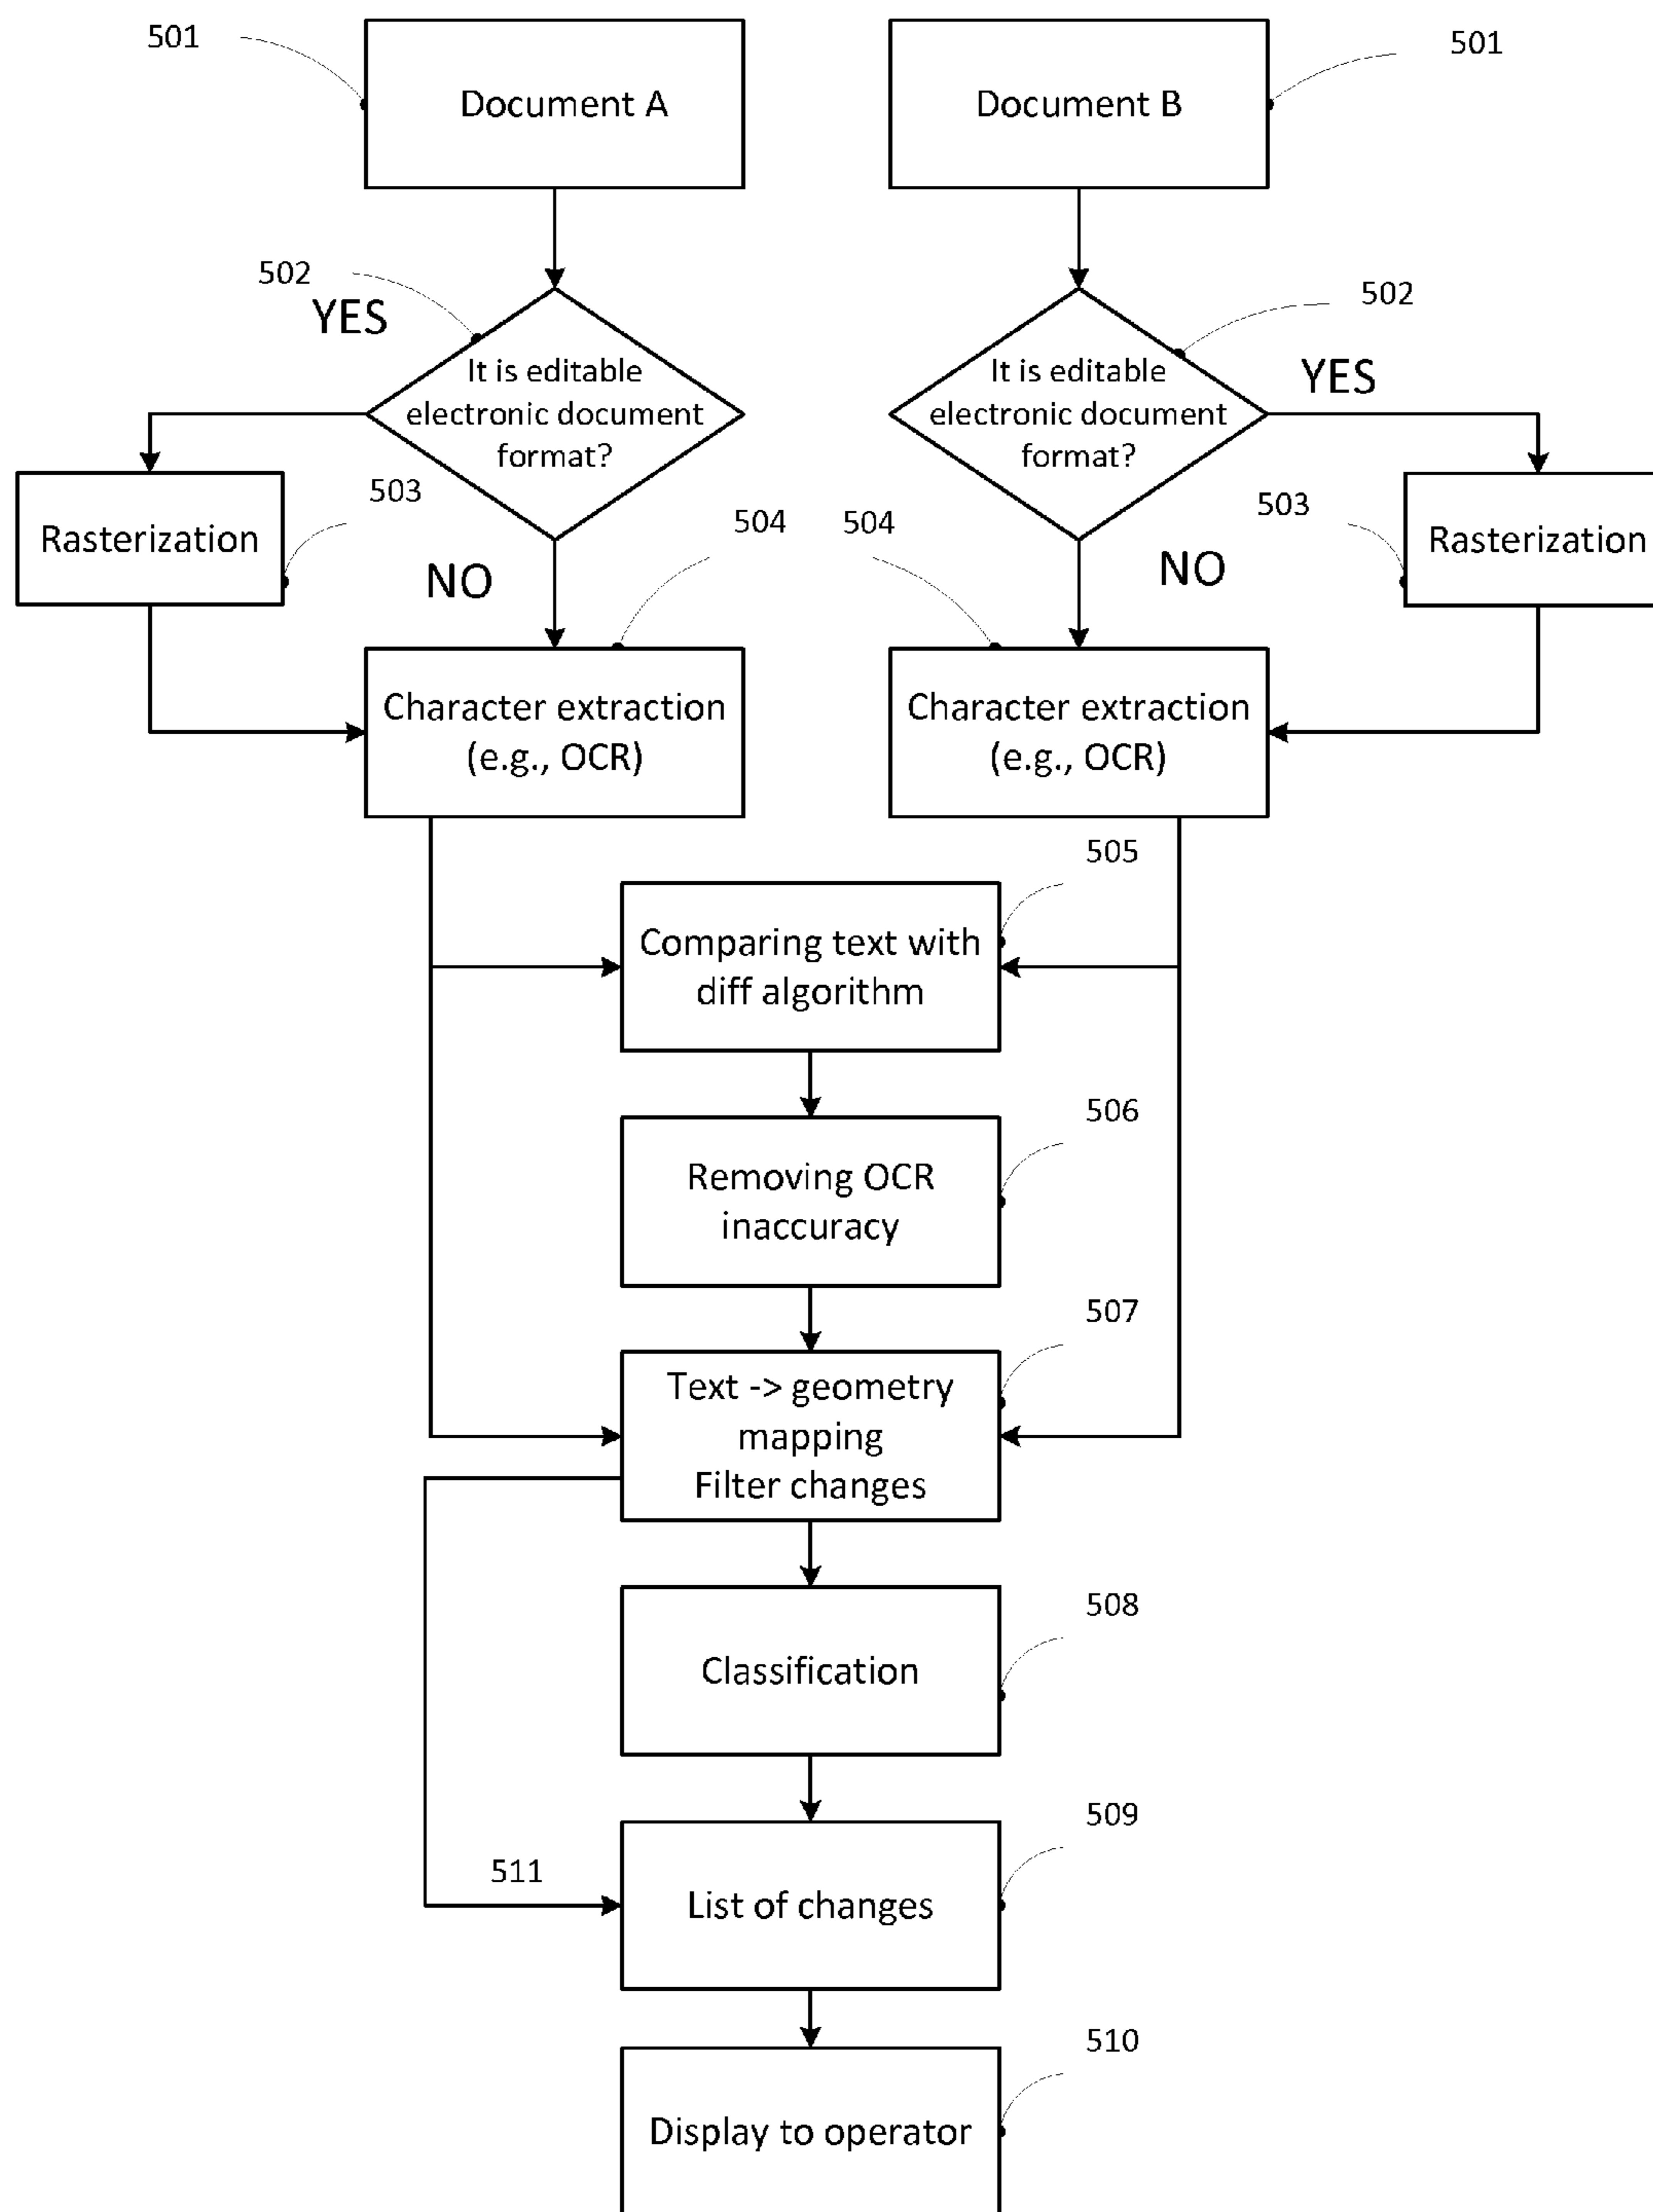 501
Document A
Document B
501
502
YES
It is editable
electronic document
format?
502
YES
It is editable
electronic document
format?
Rasterization
503
NO
504
504
NO
503
Rasterization
Character extraction
(e.g., OCR)
Character extraction
(e.g., OCR)
505
Comparing text with
diff algorithm
506
Removing OCR
inaccuracy
507
Text -> geometry
mapping
Filter changes
508
Classification
509
511
List of changes
510
Display to operator